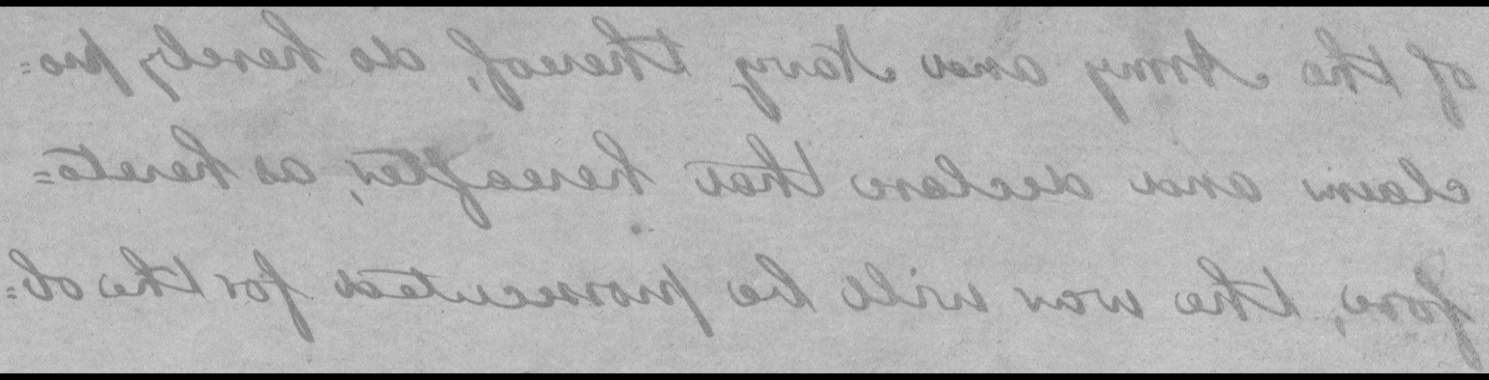 of the Army and Navy thereof, do hereby pro=
claim and declare that hereafter, as hereto=
fore, the war will be prossecuted for the ob=